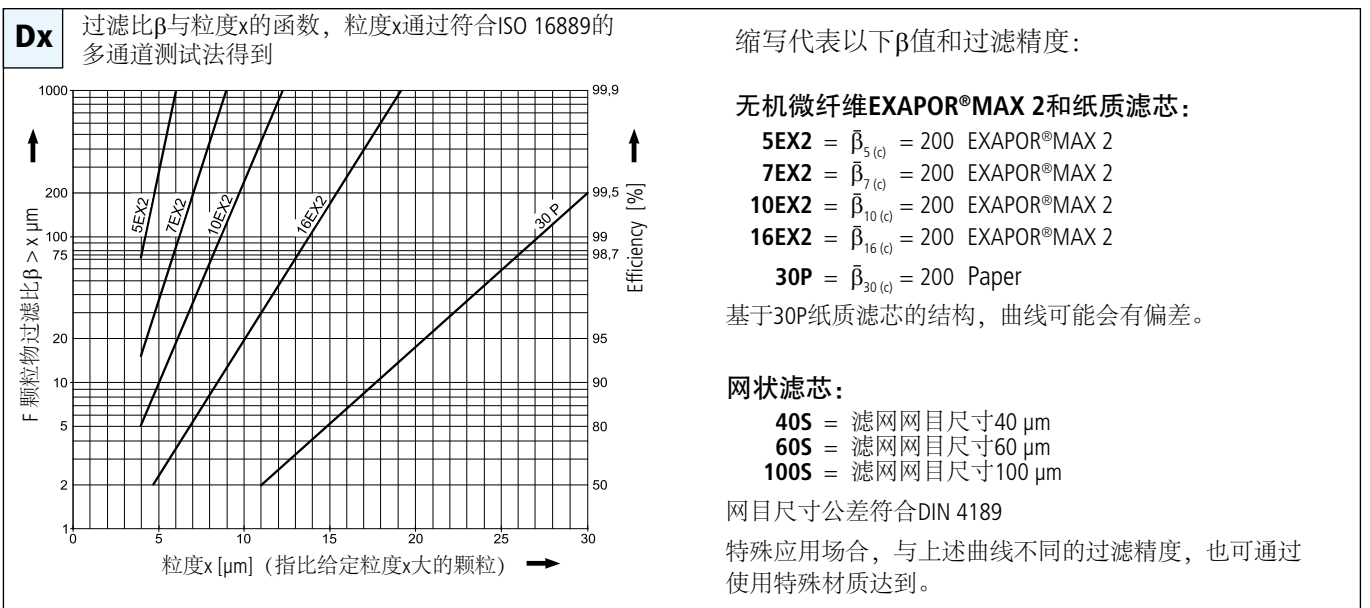 Dx
过滤比β与粒度x的函数，粒度x通过符合ISO 16889的
多通道测试法得到
F 颗粒物过滤比β > x µm
1000
200
100
75
20
10
5
2
1
5EX2
7EX2
10EX2
16EX2
30 P
99,9
99,5
99
98,7
95
90
80
50
Efficiency [%]
0
5
10
15
20
25
30
粒度x [µm]（指比给定粒度x大的颗粒）
缩写代表以下β值和过滤精度：
无机微纤维EXAPOR®MAX 2和纸质滤芯：
5EX2 = β̄5 (c) = 200 EXAPOR®MAX 2
7EX2 = β̄7 (c) = 200 EXAPOR®MAX 2
10EX2 = β̄10 (c) = 200 EXAPOR®MAX 2
16EX2 = β̄16 (c) = 200 EXAPOR®MAX 2
30P = β̄30 (c) = 200 Paper
基于30P纸质滤芯的结构，曲线可能会有偏差。
网状滤芯：
40S = 滤网网目尺寸40 µm
60S = 滤网网目尺寸60 µm
100S = 滤网网目尺寸100 µm
网目尺寸公差符合DIN 4189
特殊应用场合，与上述曲线不同的过滤精度，也可通过
使用特殊材质达到。